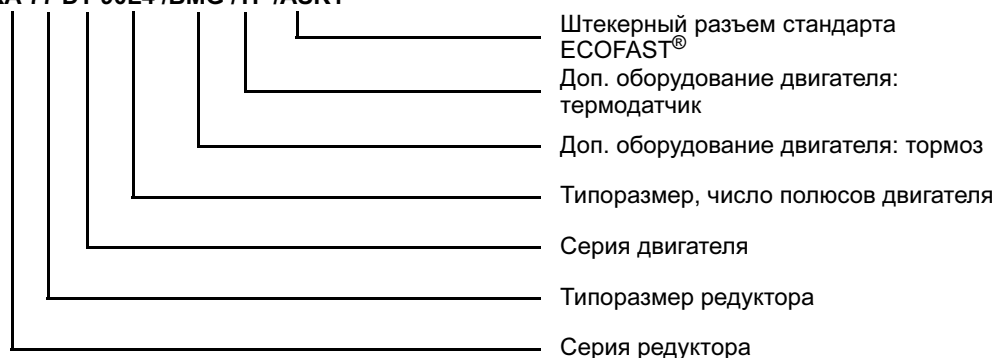 Штекерный разъем стандарта
ECOFAST®
Доп. оборудование двигателя:
термодатчик
Доп. оборудование двигателя: тормоз
Типоразмер, число полюсов двигателя
Серия двигателя
Типоразмер редуктора
Серия редуктора